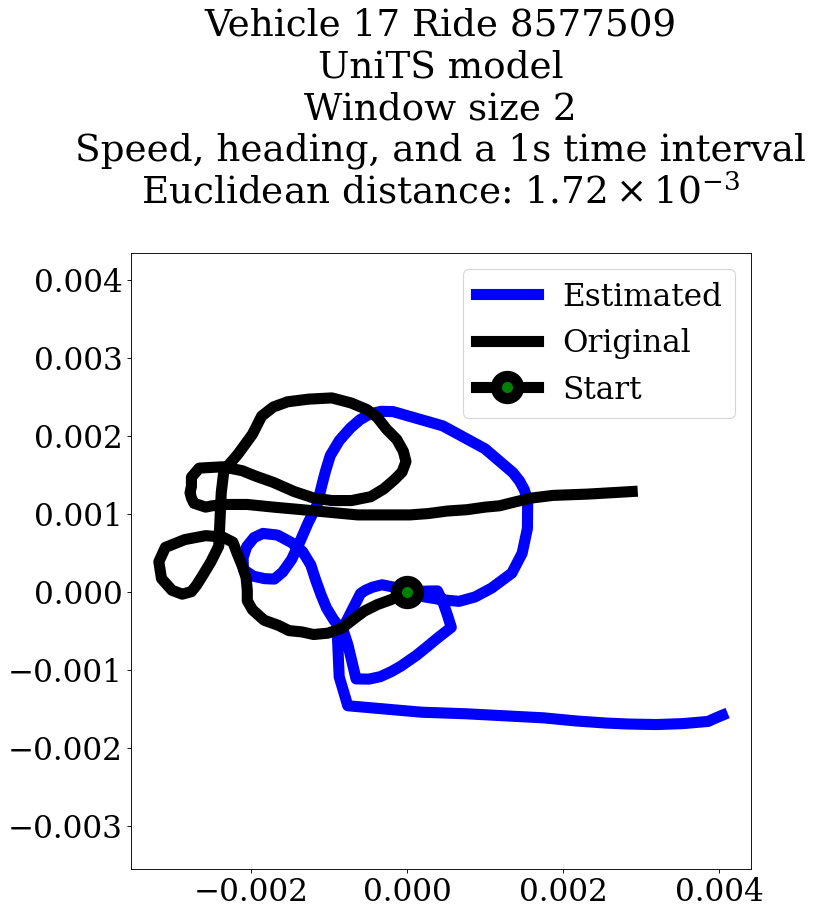 Vehicle 17 Ride 8577509
UniTS model
Window size 2
Speed, heading, and a 1s time interval
Euclidean distance: 1.72 × 10⁻³
Estimated
Original
Start
0.004
0.003
0.002
0.001
0.000
−0.001
−0.002
−0.003
−0.002 0.000 0.002 0.004